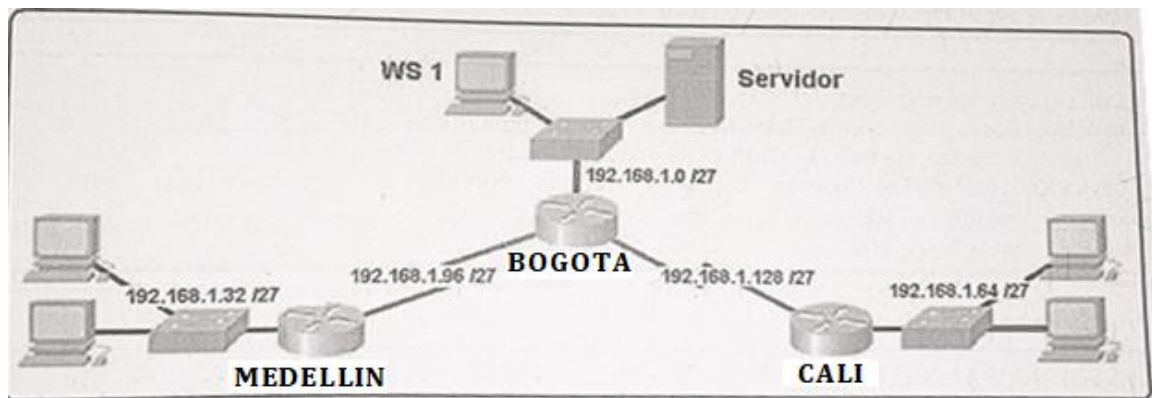 WS 1
Servidor
192.168.1.0 /27
BOGOTA
192.168.1.96 /27
192.168.1.128 /27
192.168.1.32 /27
192.168.1.64 /27
MEDELLIN
CALI